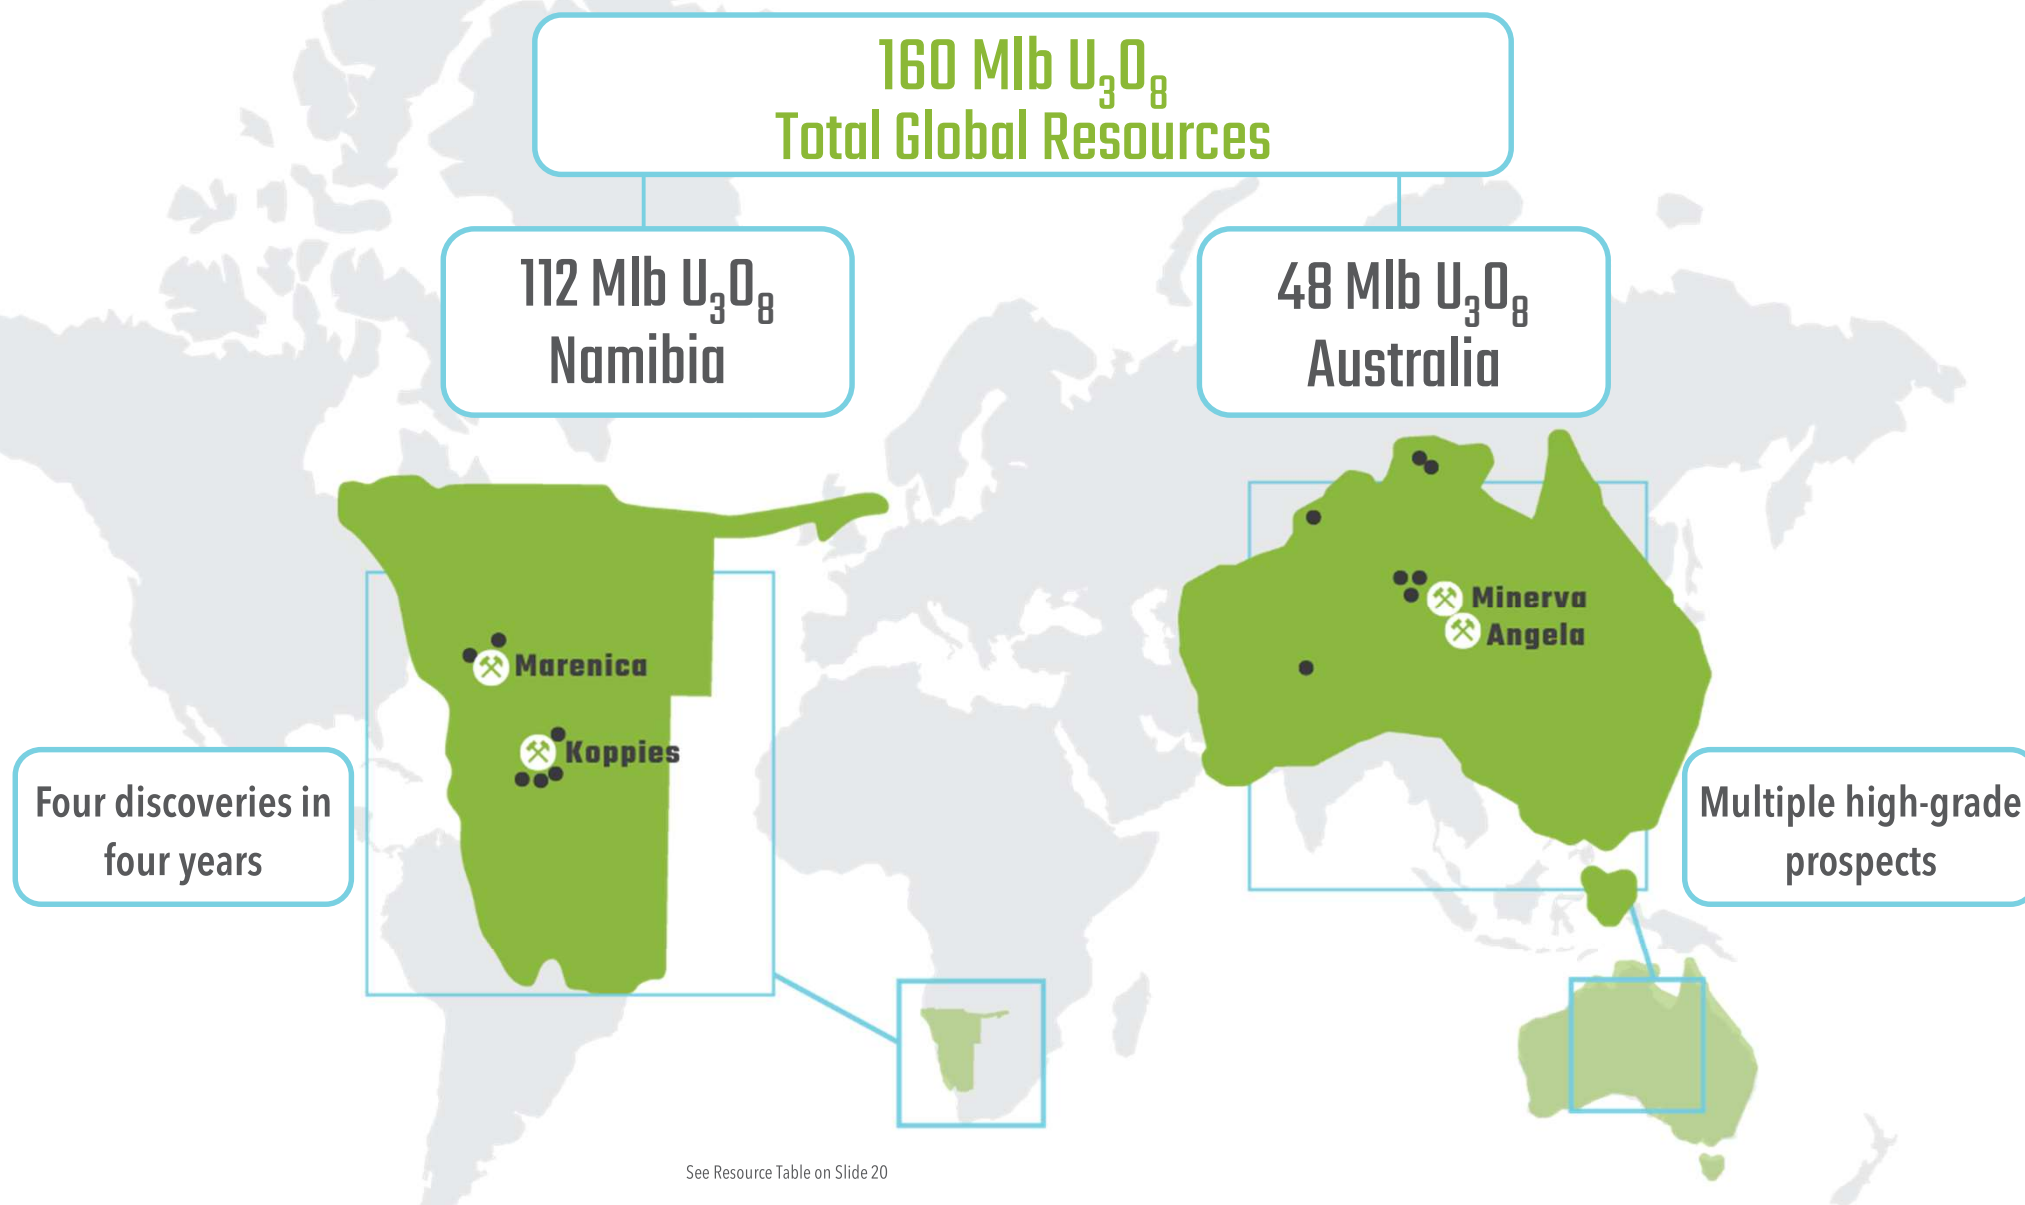 160 Mlb U₃O₈
Total Global Resources
112 Mlb U₃O₈
Namibia
48 Mlb U₃O₈
Australia
Minerva
Angela
Marenica
Koppies
Four discoveries in
four years
Multiple high-grade
prospects
See Resource Table on Slide 20